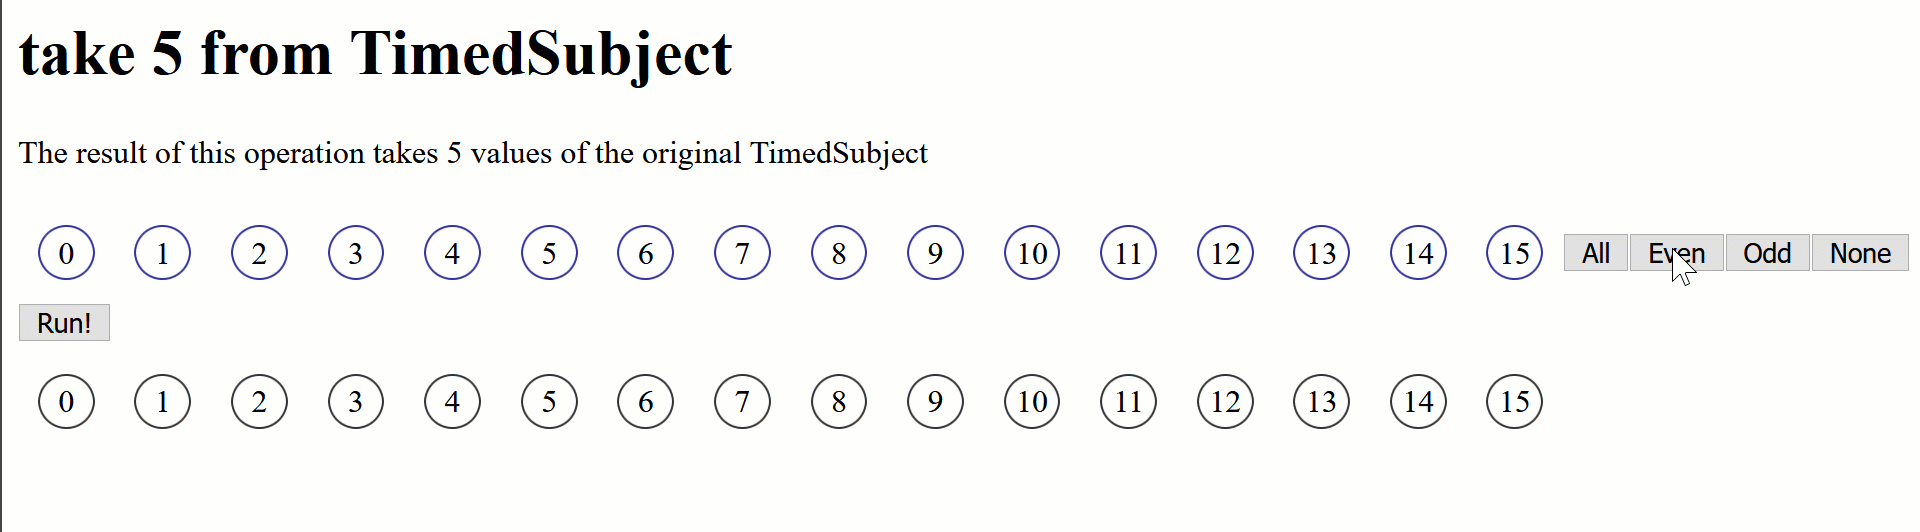 take 5 from TimedSubject
The result of this operation takes 5 values of the original TimedSubject
0 1 2 3 4 5 6 7 8 9 10 11 12 13 14 15 All Even Odd None
Run!
0 1 2 3 4 5 6 7 8 9 10 11 12 13 14 15